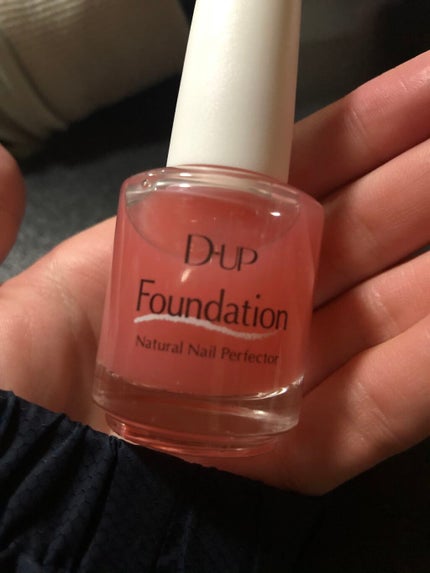 D-UP
Foundation
Natural Nail Perfector